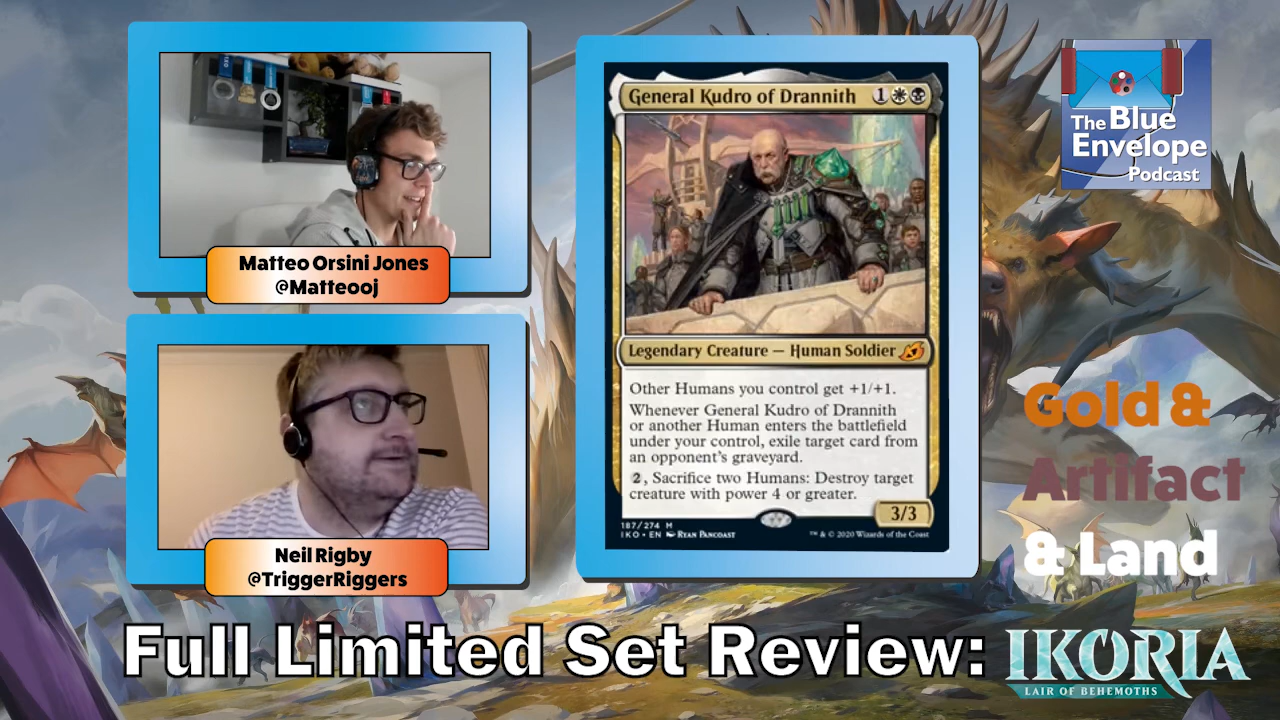 Matteo Orsini Jones
@Matteooj
Neil Rigby
@TriggerRiggers
General Kudro of Drannith 1
Legendary Creature — Human Soldier
Other Humans you control get +1/+1.
Whenever General Kudro of Drannith
or another Human enters the battlefield
under your control, exile target card from
an opponent's graveyard.
2, Sacrifice two Humans: Destroy target
creature with power 4 or greater.
3/3
187/274 M
IKO • EN Ryan Pancoast
™ & © 2020 Wizards of the Coast
The Blue
Envelope
Podcast
Gold &
Artifact
& Land
Full Limited Set Review:
IKORIA
LAIR OF BEHEMOTHS